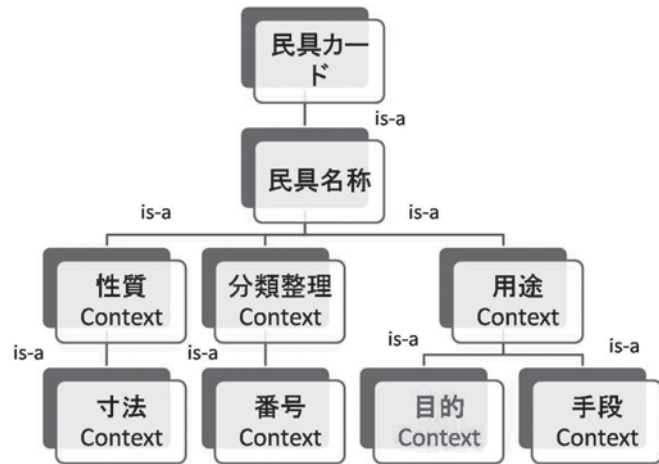 民具カー
ド
is-a
民具名称
is-a
is-a
性質
Context
分類整理
Context
用途
Context
is-a
is-a
is-a
is-a
寸法
Context
番号
Context
目的
Context
手段
Context